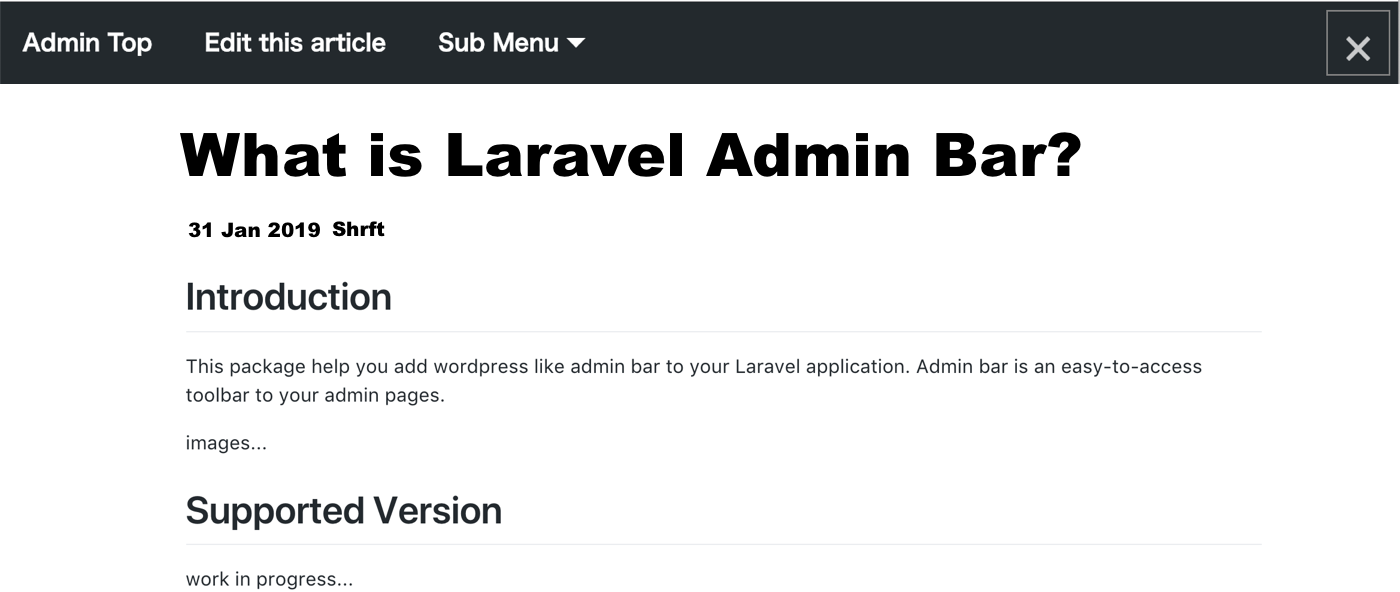 Admin Top Edit this article Sub Menu
What is Laravel Admin Bar?
31 Jan 2019 Shrft
Introduction
This package help you add wordpress like admin bar to your Laravel application. Admin bar is an easy-to-access
toolbar to your admin pages.
images...
Supported Version
work in progress...